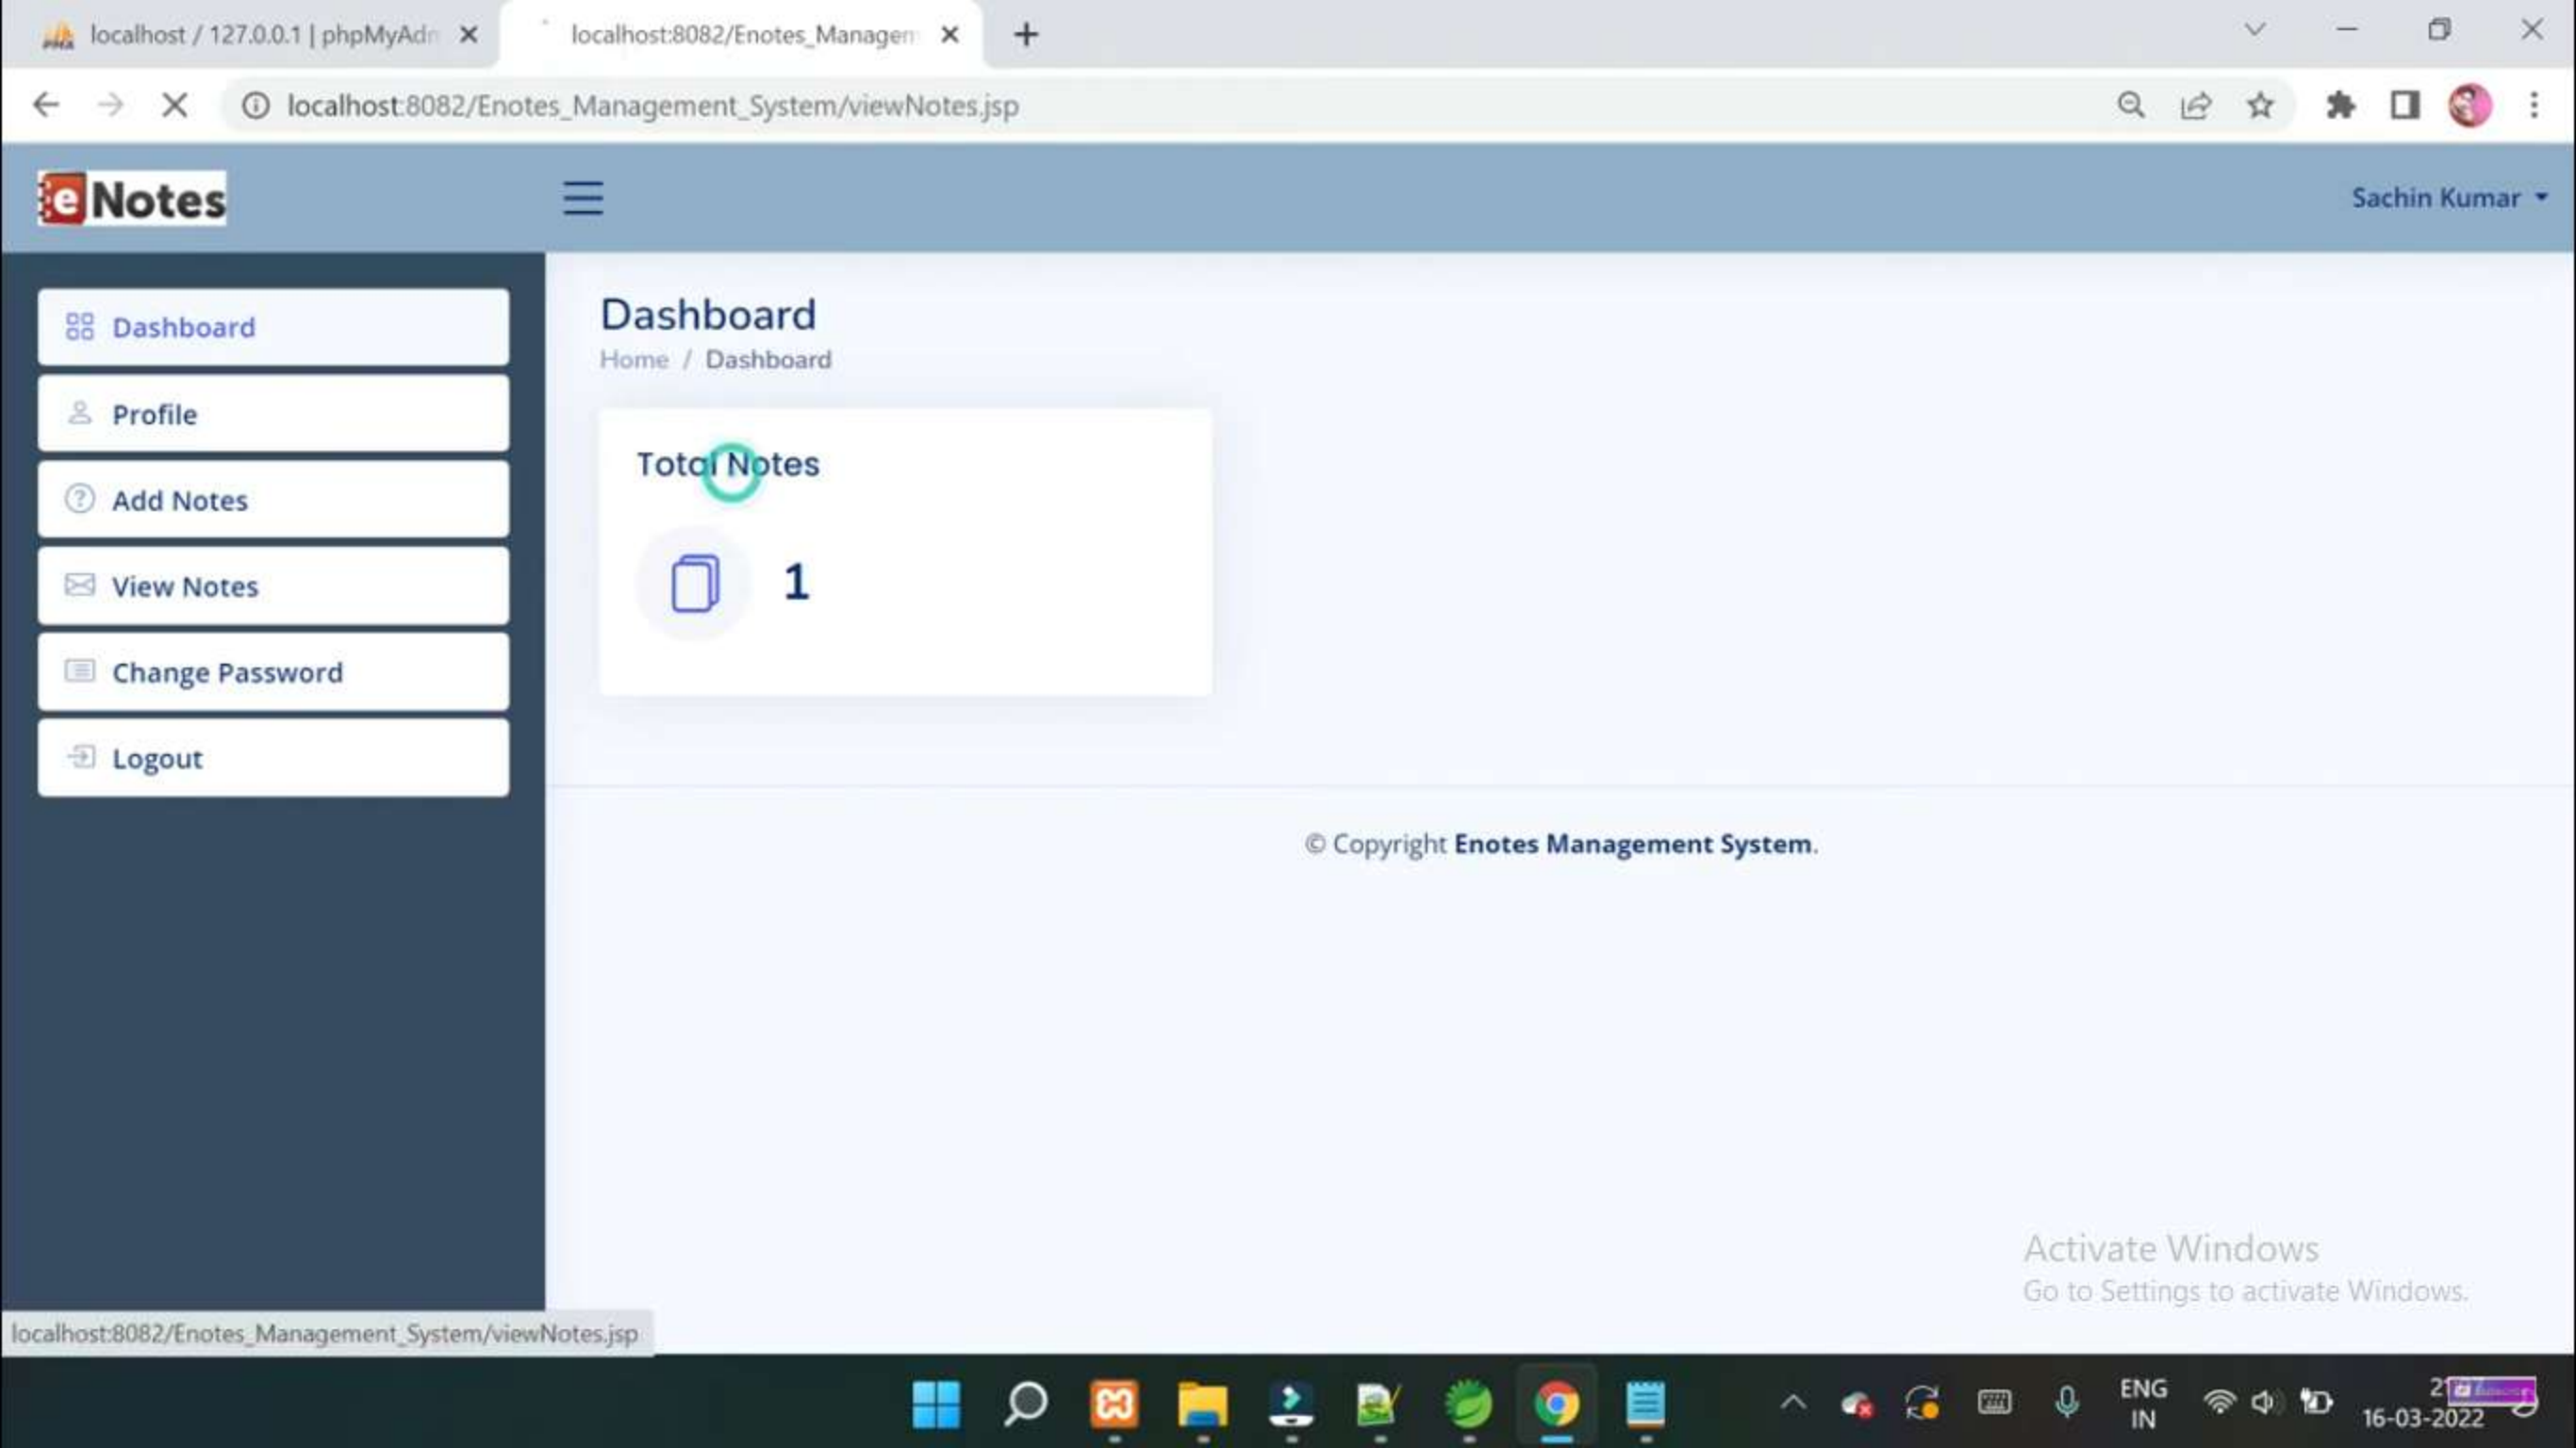 localhost / 127.0.0.1 | phpMyAdn
localhost:8082/Enotes_Managem
localhost:8082/Enotes_Management_System/viewNotes.jsp
eNotes
Sachin Kumar
Dashboard
Profile
Add Notes
View Notes
Change Password
Logout
Dashboard
Home / Dashboard
Total Notes
1
© Copyright Enotes Management System.
Activate Windows
Go to Settings to activate Windows.
localhost:8082/Enotes_Management_System/viewNotes.jsp
ENG
IN
16-03-2022